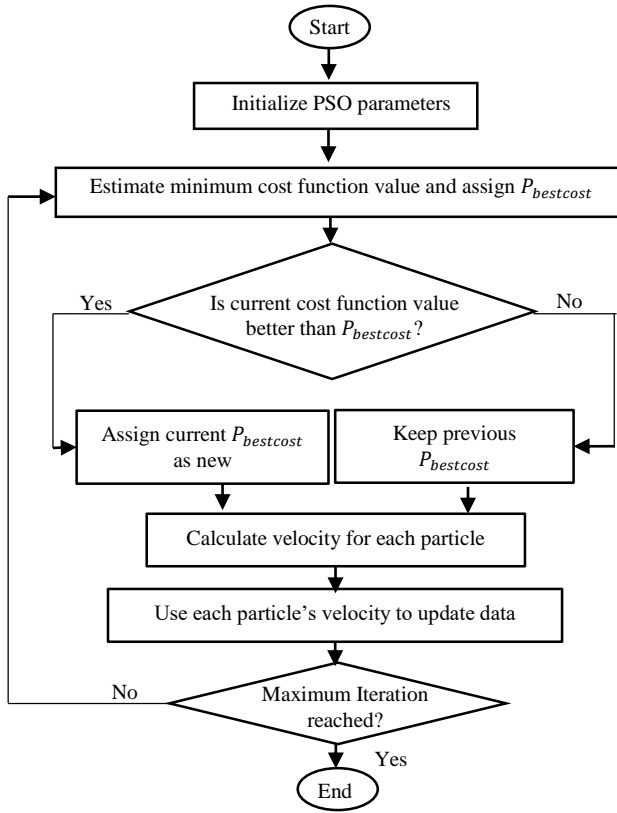 Start
Initialize PSO parameters
Estimate minimum cost function value and assign P_bestcost
Yes
No
Is current cost function value
better than P_bestcost?
Assign current P_bestcost
as new
Keep previous
P_bestcost
Calculate velocity for each particle
Use each particle’s velocity to update data
No
Maximum Iteration
reached?
Yes
End